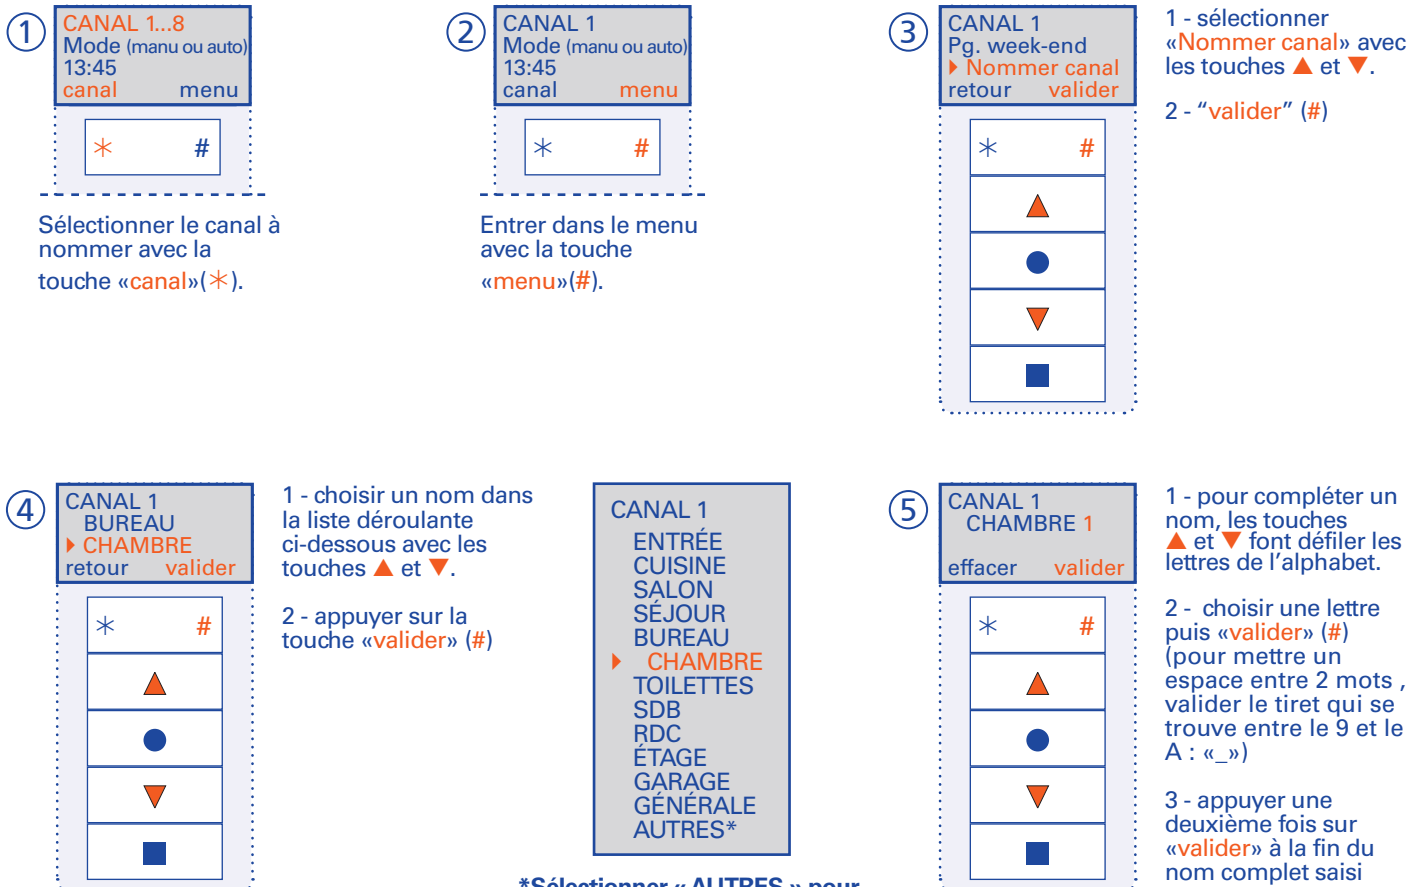 1
CANAL 1...8
Mode (manu ou auto)
13:45
canal menu
* #
Sélectionner le canal à
nommer avec la
touche «canal»(*).
2
CANAL 1
Mode (manu ou auto)
13:45
canal menu
* #
Entrer dans le menu
avec la touche
«menu»(#).
3
CANAL 1
Pg. week-end
Nommer canal
retour valider
* #
1 - sélectionner
«Nommer canal» avec
les touches ▲ et ▼.
2 - “valider” (#)
4
CANAL 1
BUREAU
CHAMBRE
retour valider
* #
1 - choisir un nom dans
la liste déroulante
ci-dessous avec les
touches ▲ et ▼.
2 - appuyer sur la
touche «valider» (#)
CANAL 1
ENTRÉE
CUISINE
SALON
SÉJOUR
BUREAU
CHAMBRE
TOILETTES
SDB
RDC
ÉTAGE
GARAGE
GÉNÉRALE
AUTRES*
*Sélectionner « AUTRES » pour
5
CANAL 1
CHAMBRE 1
effacer valider
* #
1 - pour compléter un
nom, les touches
▲ et ▼ font défiler les
lettres de l'alphabet.
2 - choisir une lettre
puis «valider» (#)
(pour mettre un
espace entre 2 mots ,
valider le tiret qui se
trouve entre le 9 et le
A : «_»)
3 - appuyer une
deuxième fois sur
«valider» à la fin du
nom complet saisi